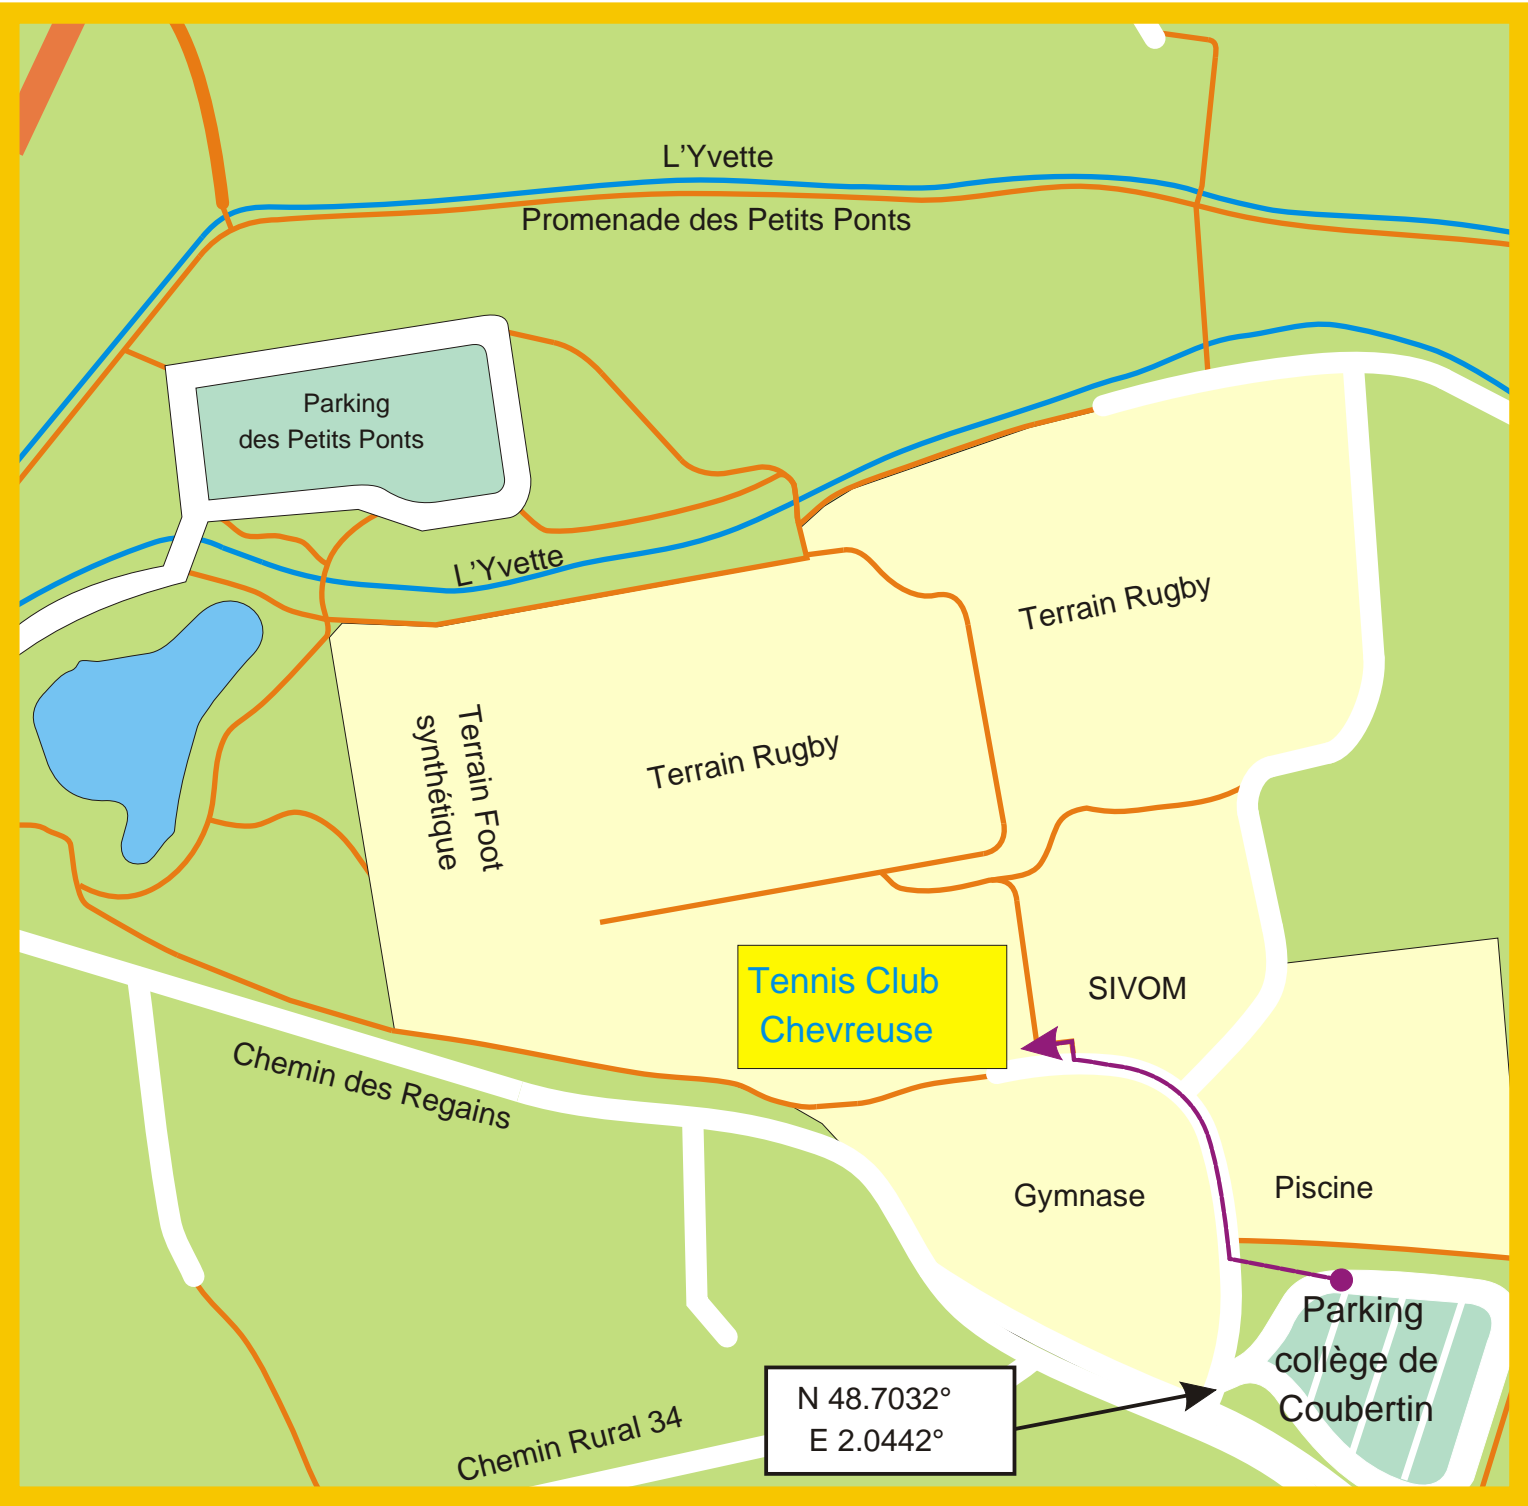 L'Yvette
Promenade des Petits Ponts
Parking
des Petits Ponts
L'Yvette
Terrain Rugby
Terrain Foot
synthétique
Terrain Rugby
Tennis Club
Chevreuse
SIVOM
Chemin des Regains
Gymnase
Piscine
Parking
collège de
Coubertin
N 48.7032°
E 2.0442°
Chemin Rural 34